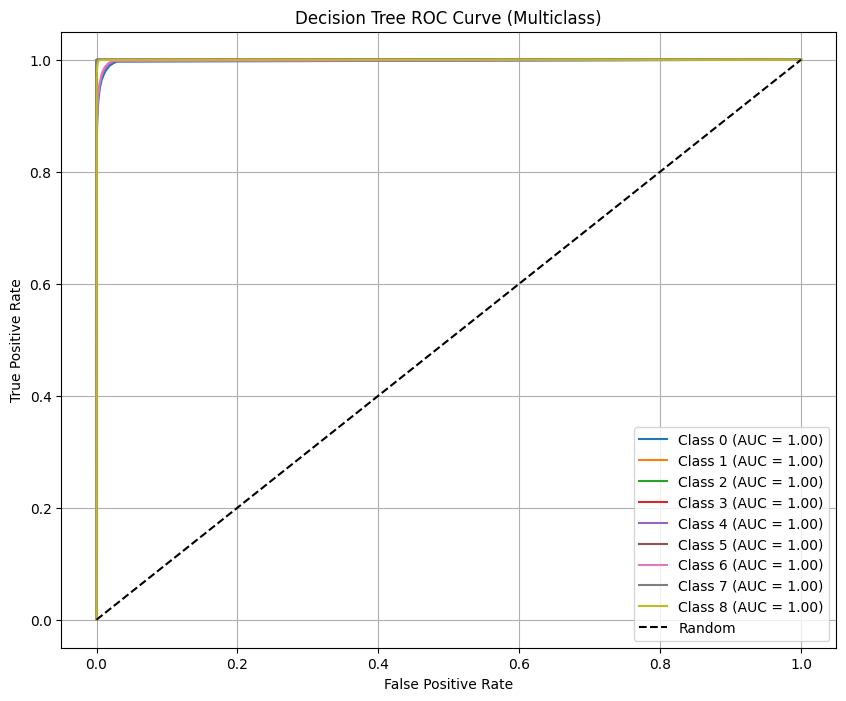 Decision Tree ROC Curve (Multiclass)
1.0
0.8
0.6
0.4
0.2
0.0
True Positive Rate
0.0 0.2 0.4 0.6 0.8 1.0
False Positive Rate
Class 0 (AUC = 1.00)
Class 1 (AUC = 1.00)
Class 2 (AUC = 1.00)
Class 3 (AUC = 1.00)
Class 4 (AUC = 1.00)
Class 5 (AUC = 1.00)
Class 6 (AUC = 1.00)
Class 7 (AUC = 1.00)
Class 8 (AUC = 1.00)
Random